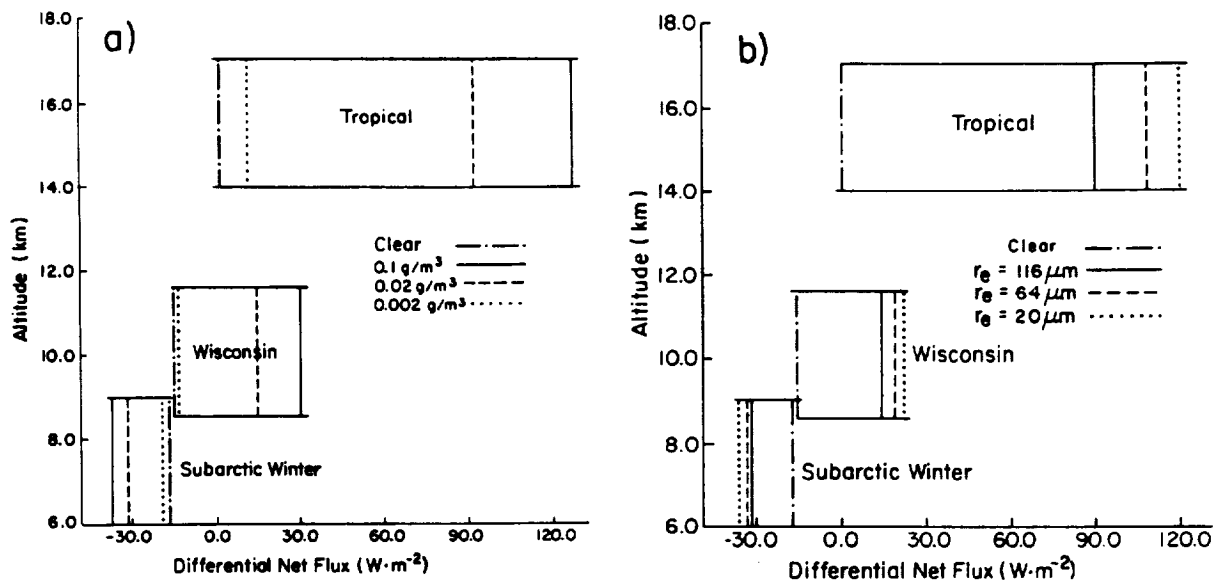 a)
18.0
16.0
14.0
12.0
10.0
8.0
6.0
Altitude (km)
Tropical
Clear
0.1 g/m³
0.02 g/m³
0.002 g/m³
Wisconsin
Subarctic Winter
-30.0 0.0 30.0 60.0 90.0 120.0
Differential Net Flux (W·m⁻²)
b)
18.0
16.0
14.0
12.0
10.0
8.0
6.0
Altitude (km)
Tropical
Clear
re = 116 μm
re = 64 μm
re = 20 μm
Wisconsin
Subarctic Winter
-30.0 0.0 30.0 60.0 90.0 120.0
Differential Net Flux (W·m⁻²)